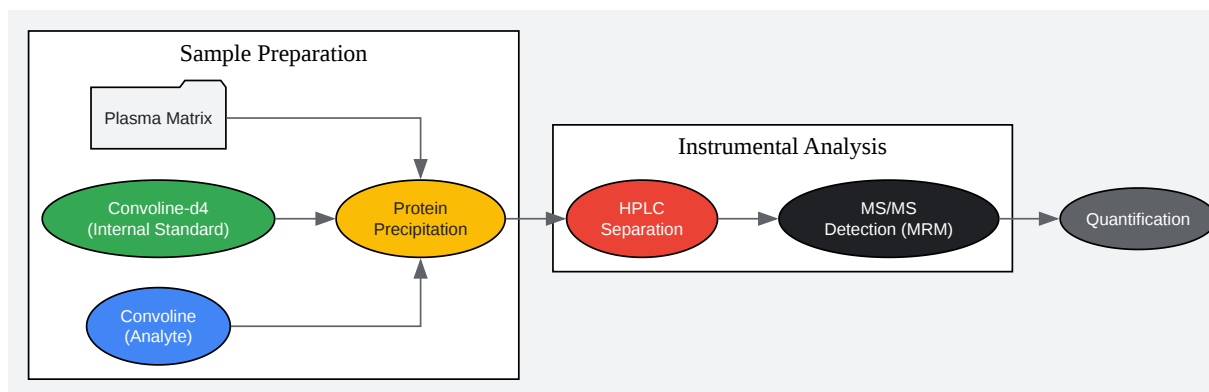 Sample Preparation
Plasma Matrix
Convoline-d4
(Internal Standard)
Convoline
(Analyte)
Protein
Precipitation
Instrumental Analysis
HPLC
Separation
MS/MS
Detection (MRM)
Quantification